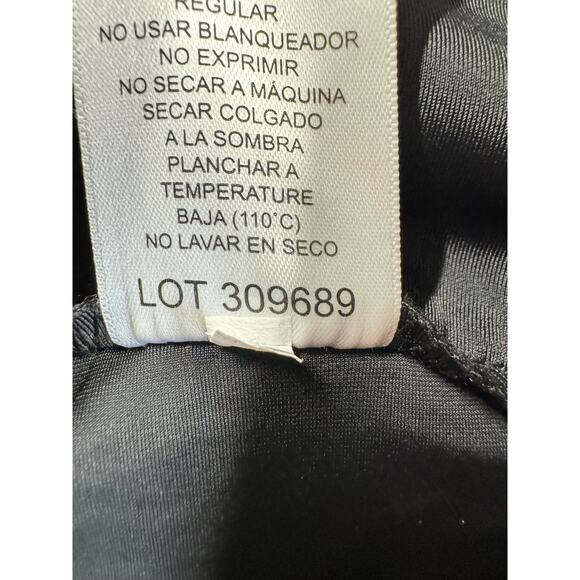 REGULAR
NO USAR BLANQUEADOR
NO EXPRIMIR
NO SECAR A MÁQUINA
SECAR COLGADO
A LA SOMBRA
PLANCHAR A
TEMPERATURE
BAJA (110°C)
NO LAVAR EN SECO
LOT 309689